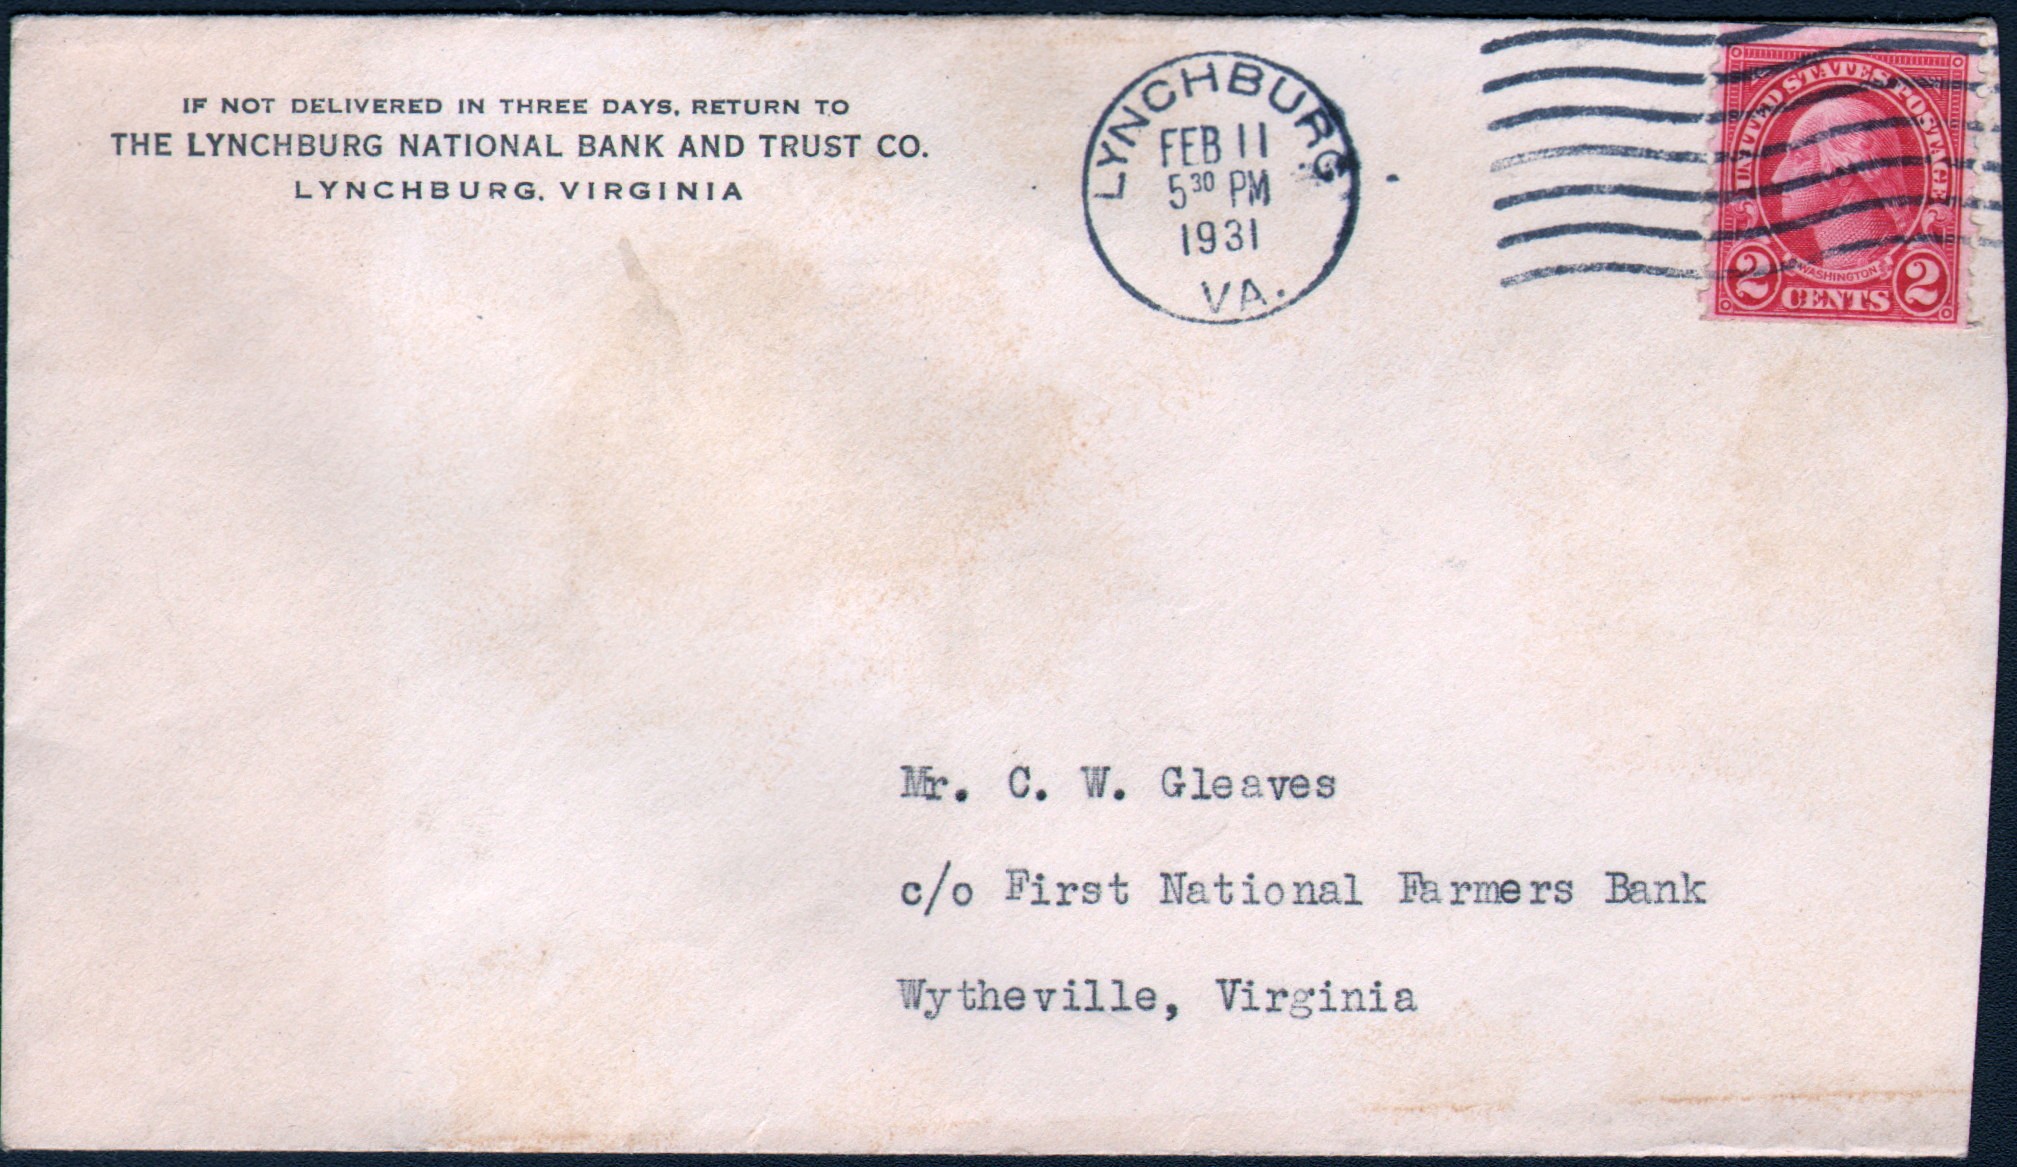 IF NOT DELIVERED IN THREE DAYS, RETURN TO
THE LYNCHBURG NATIONAL BANK AND TRUST CO.
LYNCHBURG, VIRGINIA
LYNCHBURG
FEB 11
5 30 PM
1931
VA.
UNITED STATES POSTAGE
WASHINGTON
2 CENTS 2
Mr. C. W. Gleaves
c/o First National Farmers Bank
Wytheville, Virginia